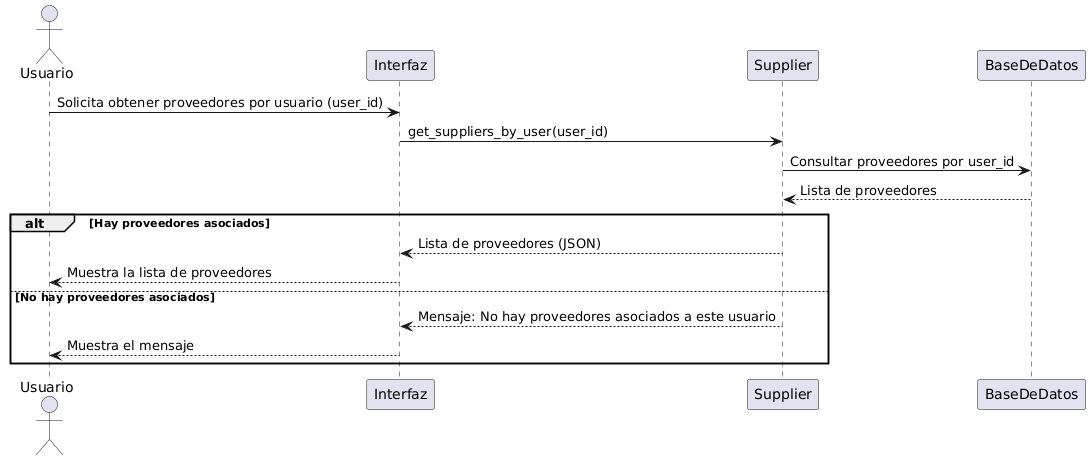 Usuario
Interfaz
Supplier
BaseDeDatos
Solicita obtener proveedores por usuario (user_id)
get_suppliers_by_user(user_id)
Consultar proveedores por user_id
Lista de proveedores
alt
[Hay proveedores asociados]
Lista de proveedores (JSON)
Muestra la lista de proveedores
[No hay proveedores asociados]
Mensaje: No hay proveedores asociados a este usuario
Muestra el mensaje
Usuario
Interfaz
Supplier
BaseDeDatos